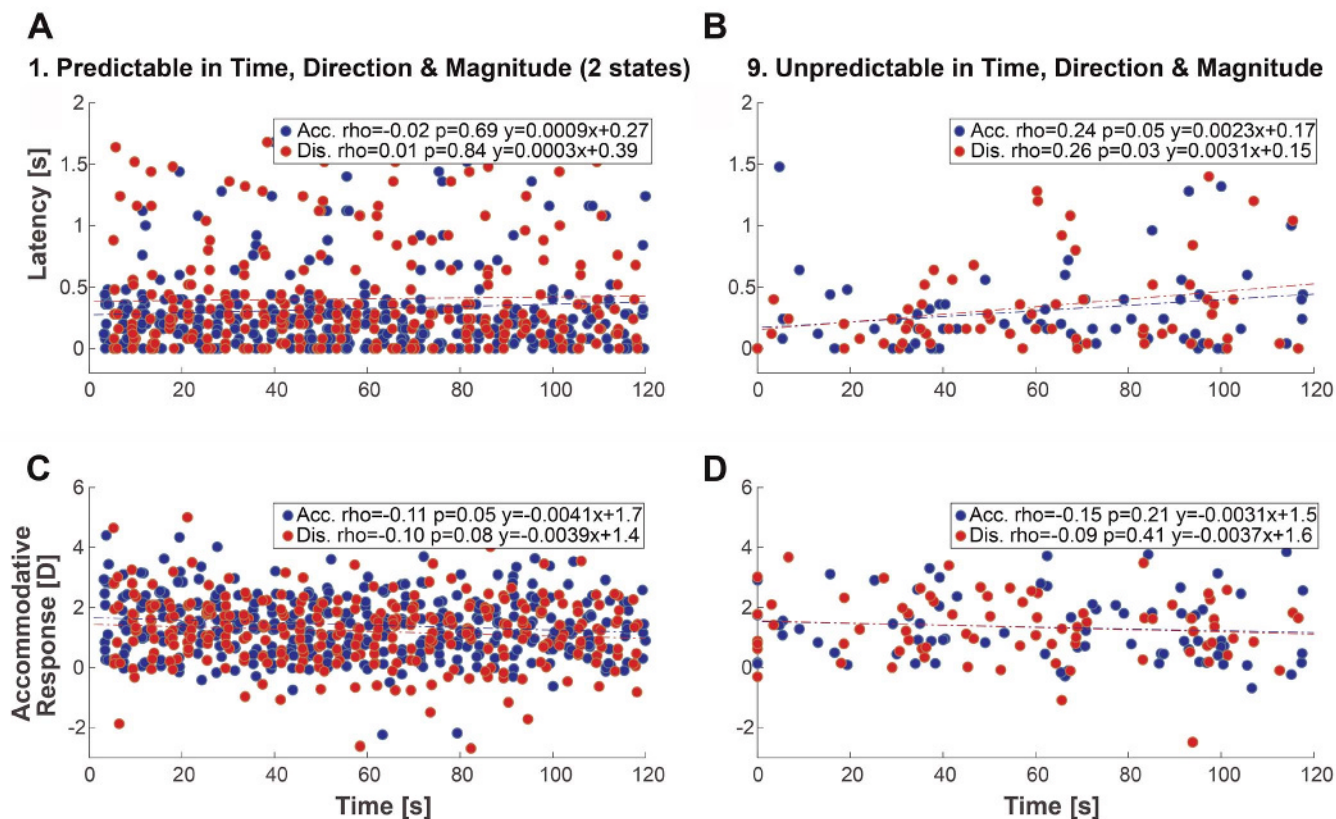 A
1. Predictable in Time, Direction & Magnitude (2 states)
2
1.5
1
0.5
0
Latency [s]
Acc. rho=-0.02 p=0.69 y=0.0009x+0.27
Dis. rho=0.01 p=0.84 y=0.0003x+0.39
0 20 40 60 80 100 120
B
9. Unpredictable in Time, Direction & Magnitude
2
1.5
1
0.5
0
Acc. rho=0.24 p=0.05 y=0.0023x+0.17
Dis. rho=0.26 p=0.03 y=0.0031x+0.15
0 20 40 60 80 100 120
C
6
4
2
0
-2
Accommodative
Response [D]
Acc. rho=-0.11 p=0.05 y=-0.0041x+1.7
Dis. rho=-0.10 p=0.08 y=-0.0039x+1.4
0 20 40 60 80 100 120
Time [s]
D
6
4
2
0
-2
Acc. rho=-0.15 p=0.21 y=-0.0031x+1.5
Dis. rho=-0.09 p=0.41 y=-0.0037x+1.6
0 20 40 60 80 100 120
Time [s]